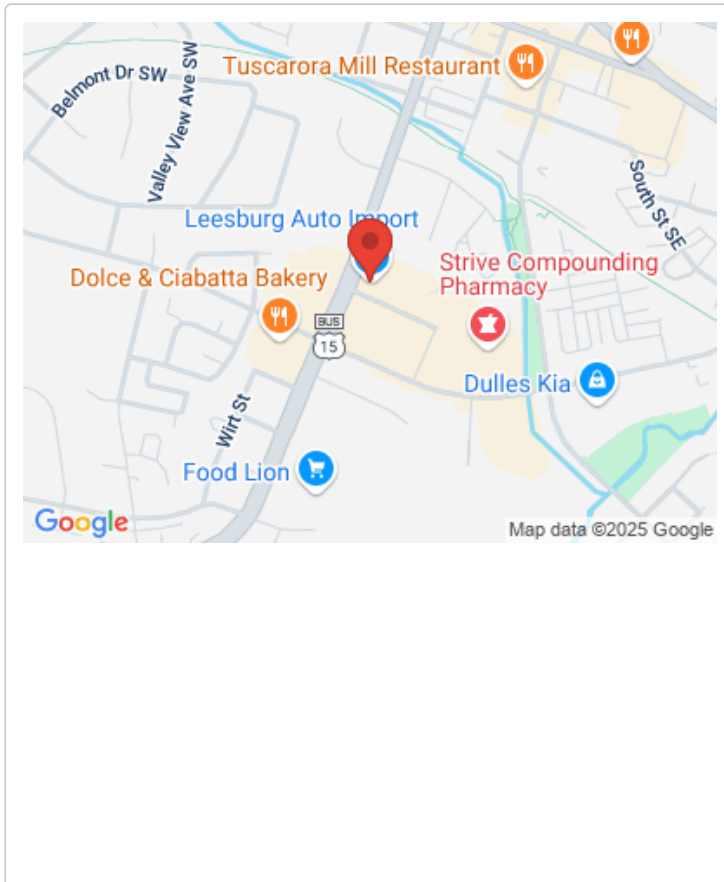 Tuscarora Mill Restaurant
Belmont Dr SW
Valley View Ave SW
South St SE
Leesburg Auto Import
Strive Compounding
Pharmacy
Dolce & Ciabatta Bakery
BUS
15
Dulles Kia
Wirt St
Food Lion
Google
Map data ©2025 Google